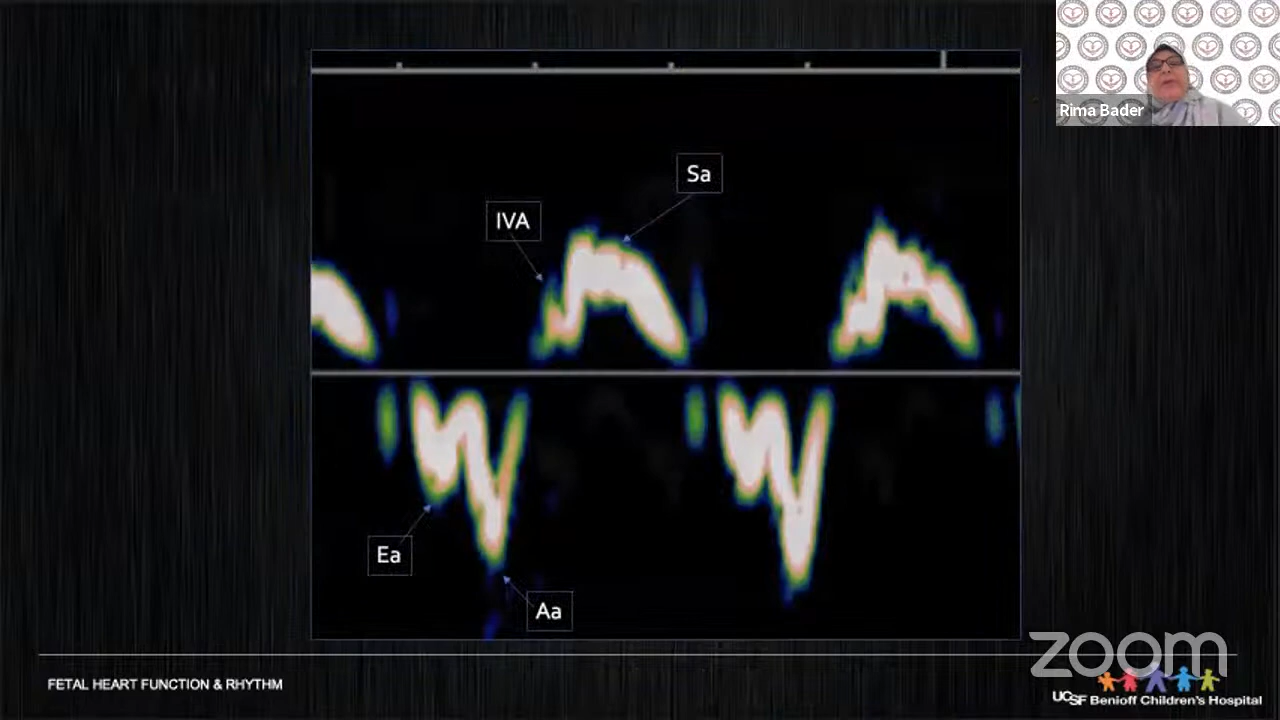 Rima Bader
Sa
IVA
Ea
Aa
zoom
FETAL HEART FUNCTION & RHYTHM
UCSF Benioff Children's Hospital